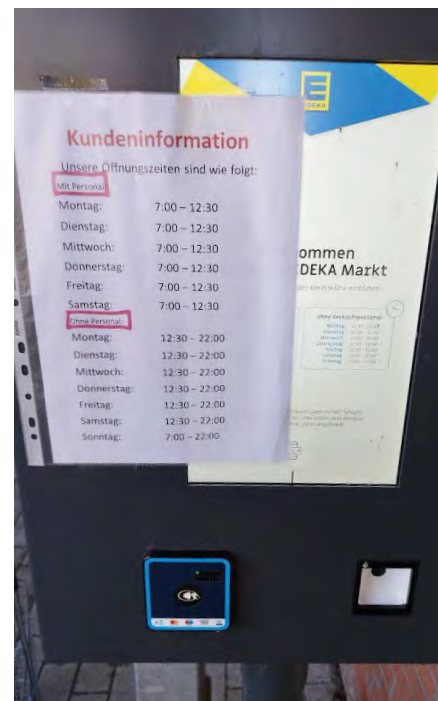 EDEKA
Kundeninformation
Unsere Öffnungszeiten sind wie folgt:
Mit Personal
Montag: 7:00 – 12:30
Dienstag: 7:00 – 12:30
Mittwoch: 7:00 – 12:30
Donnerstag: 7:00 – 12:30
Freitag: 7:00 – 12:30
Samstag: 7:00 – 12:30
Ohne Personal:
Montag: 12:30 – 22:00
Dienstag: 12:30 – 22:00
Mittwoch: 12:30 – 22:00
Donnerstag: 12:30 – 22:00
Freitag: 12:30 – 22:00
Samstag: 12:30 – 22:00
Sonntag: 7:00 – 22:00
ommen
DEKA Markt
Ohne Verkaufspersonal